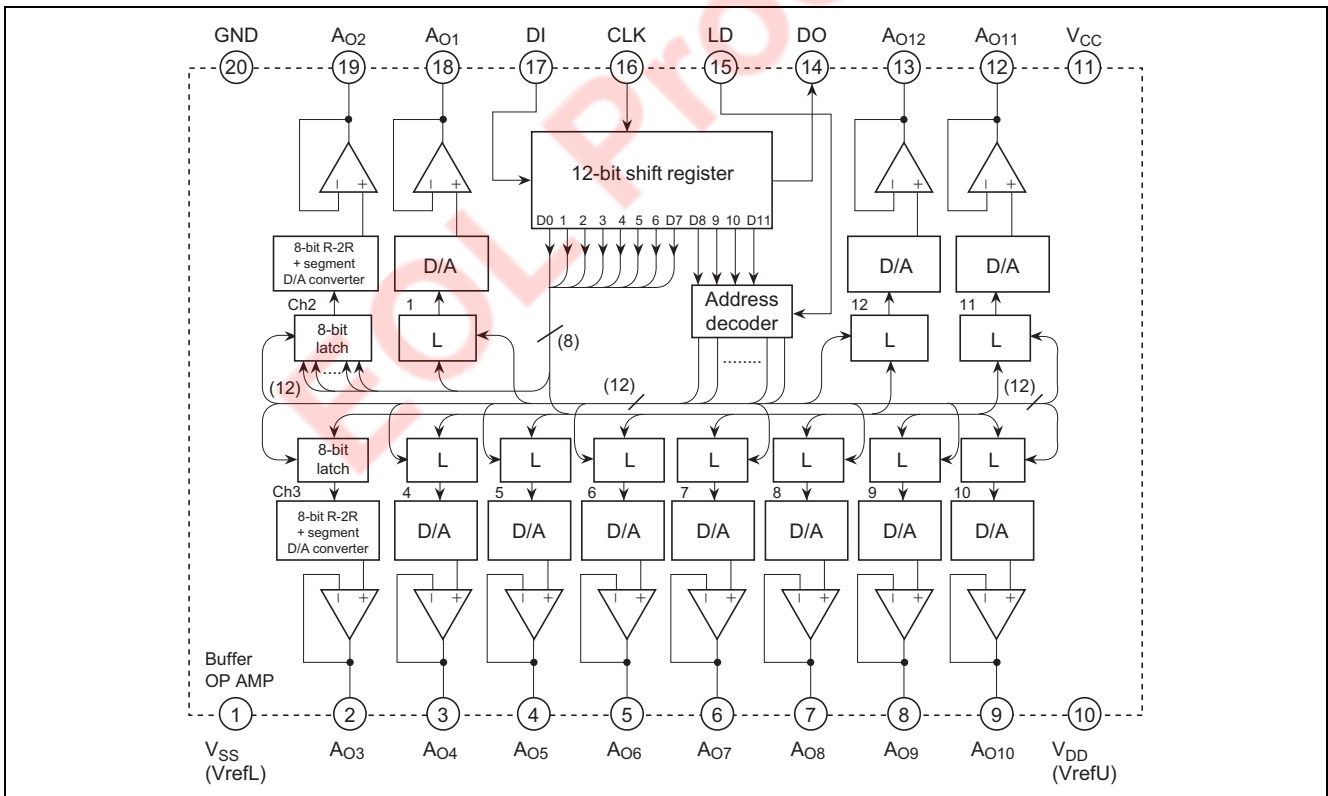 GND AO2 AO1 DI CLK LD DO AO12 AO11 VCC
20 19 18 17 16 15 14 13 12 11
EOL Pro
12-bit shift register
D0 1 2 3 4 5 6 D7 D8 9 10 D11
8-bit R-2R
+ segment
D/A converter
D/A
D/A
D/A
Address
decoder
Ch2 1 12 11
8-bit
latch
L
L
L
(8)
........
.....
(12) (12) (12)
8-bit
latch
L L L L L L L
Ch3 4 5 6 7 8 9 10
8-bit R-2R
+ segment
D/A converter
D/A D/A D/A D/A D/A D/A D/A
− + − + − + − +
− + − + − + − + − + − + − + − +
Buffer
OP AMP
1 2 3 4 5 6 7 8 9 10
VSS
(VrefL)
AO3 AO4 AO5 AO6 AO7 AO8 AO9 AO10
VDD
(VrefU)